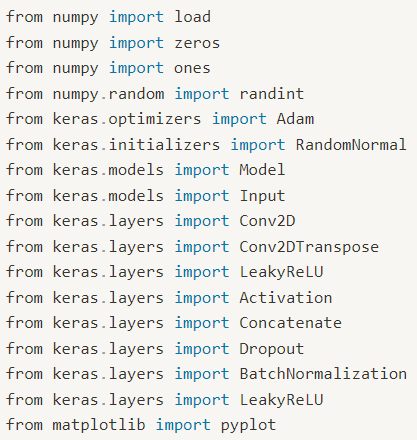 from numpy import load
from numpy import zeros
from numpy import ones
from numpy.random import randint
from keras.optimizers import Adam
from keras.initializers import RandomNormal
from keras.models import Model
from keras.models import Input
from keras.layers import Conv2D
from keras.layers import Conv2DTranspose
from keras.layers import LeakyReLU
from keras.layers import Activation
from keras.layers import Concatenate
from keras.layers import Dropout
from keras.layers import BatchNormalization
from keras.layers import LeakyReLU
from matplotlib import pyplot